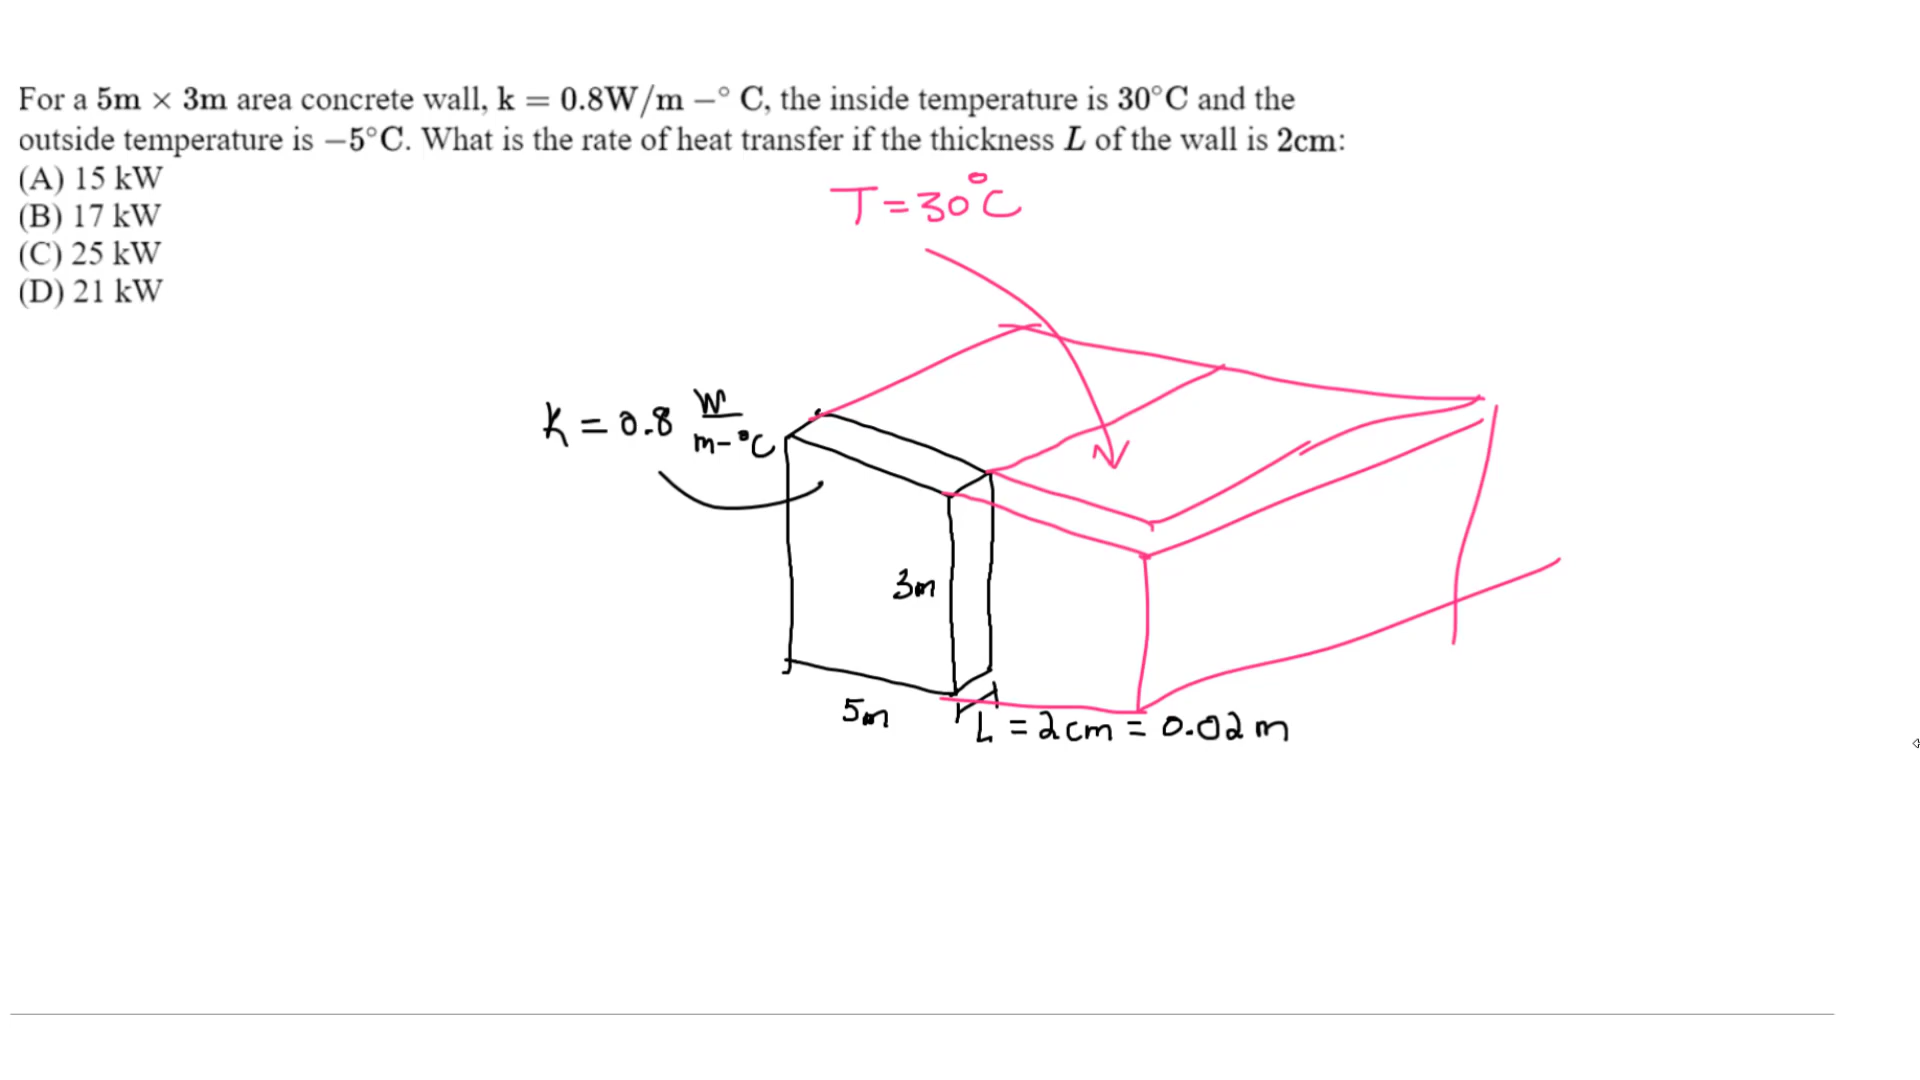 For a 5m × 3m area concrete wall, k = 0.8W/m −° C, the inside temperature is 30°C and the
outside temperature is −5°C. What is the rate of heat transfer if the thickness L of the wall is 2cm:
(A) 15 kW
(B) 17 kW
(C) 25 kW
(D) 21 kW
T = 30°C
K = 0.8 W/m-°C
3m
5m
L = 2cm = 0.02 m